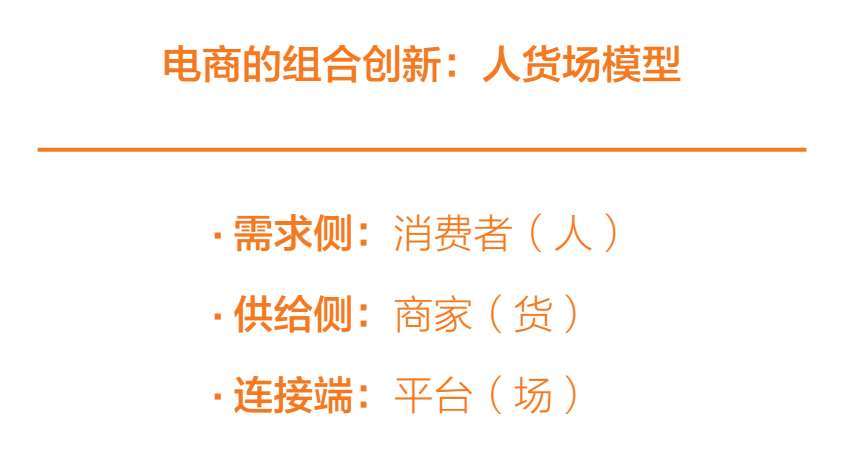 电商的组合创新：人货场模型
· 需求侧：消费者（人）
· 供给侧：商家（货）
· 连接端：平台（场）